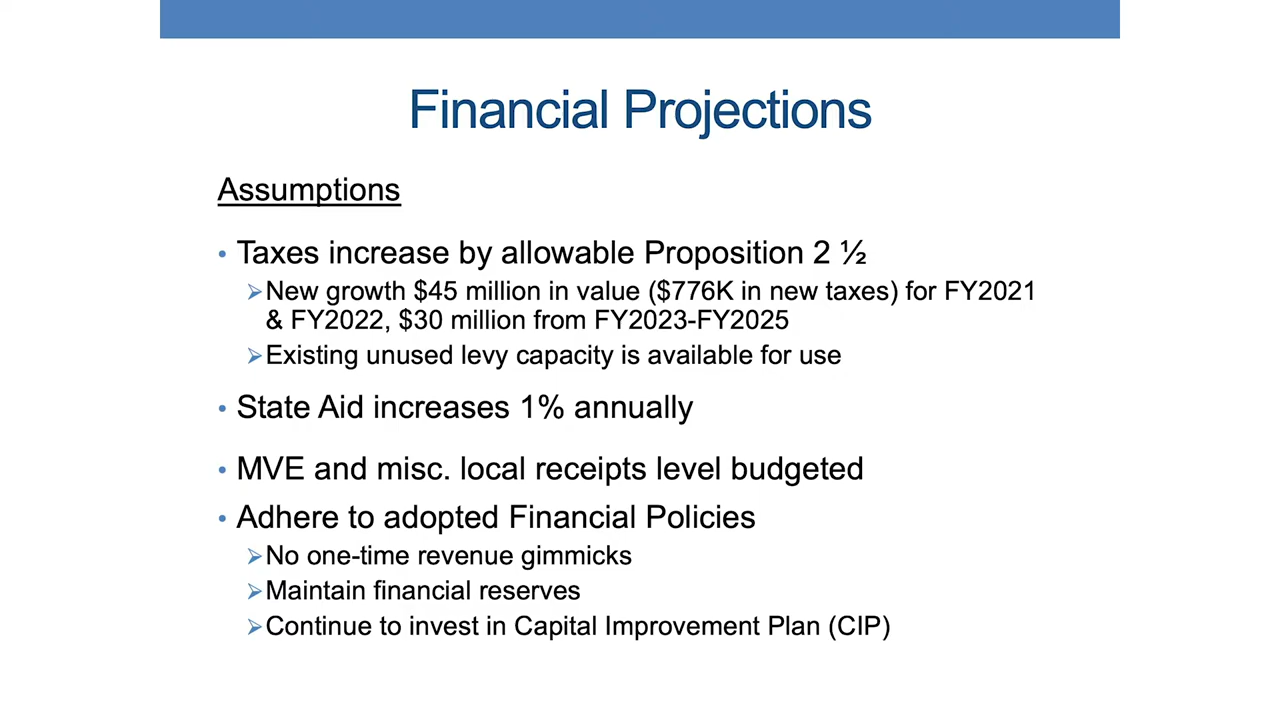 Financial Projections
Assumptions
• Taxes increase by allowable Proposition 2 ½
➢New growth $45 million in value ($776K in new taxes) for FY2021
& FY2022, $30 million from FY2023-FY2025
➢Existing unused levy capacity is available for use
• State Aid increases 1% annually
• MVE and misc. local receipts level budgeted
• Adhere to adopted Financial Policies
➢No one-time revenue gimmicks
➢Maintain financial reserves
➢Continue to invest in Capital Improvement Plan (CIP)